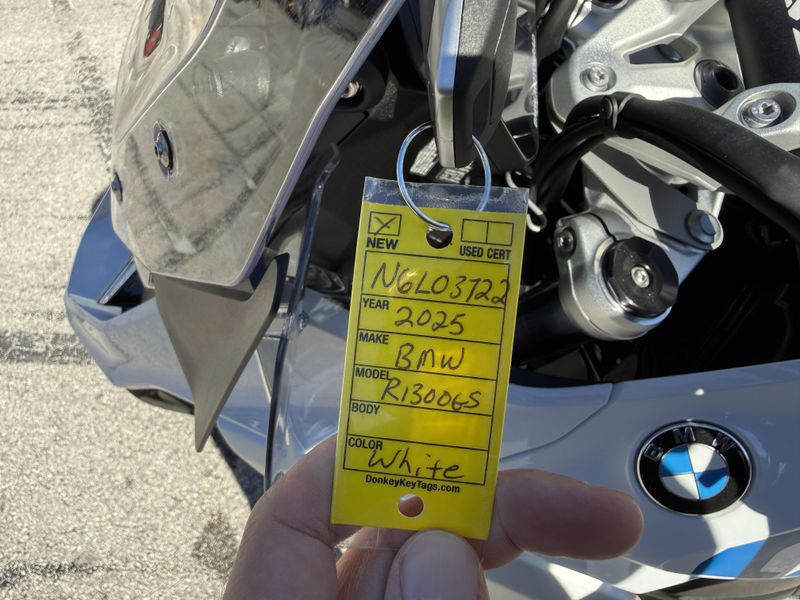 NEW
USED CERT
N6L03722
YEAR 2025
MAKE BMW
MODEL R1300GS
BODY
COLOR White
DonkeyKeyTags.com
BMW